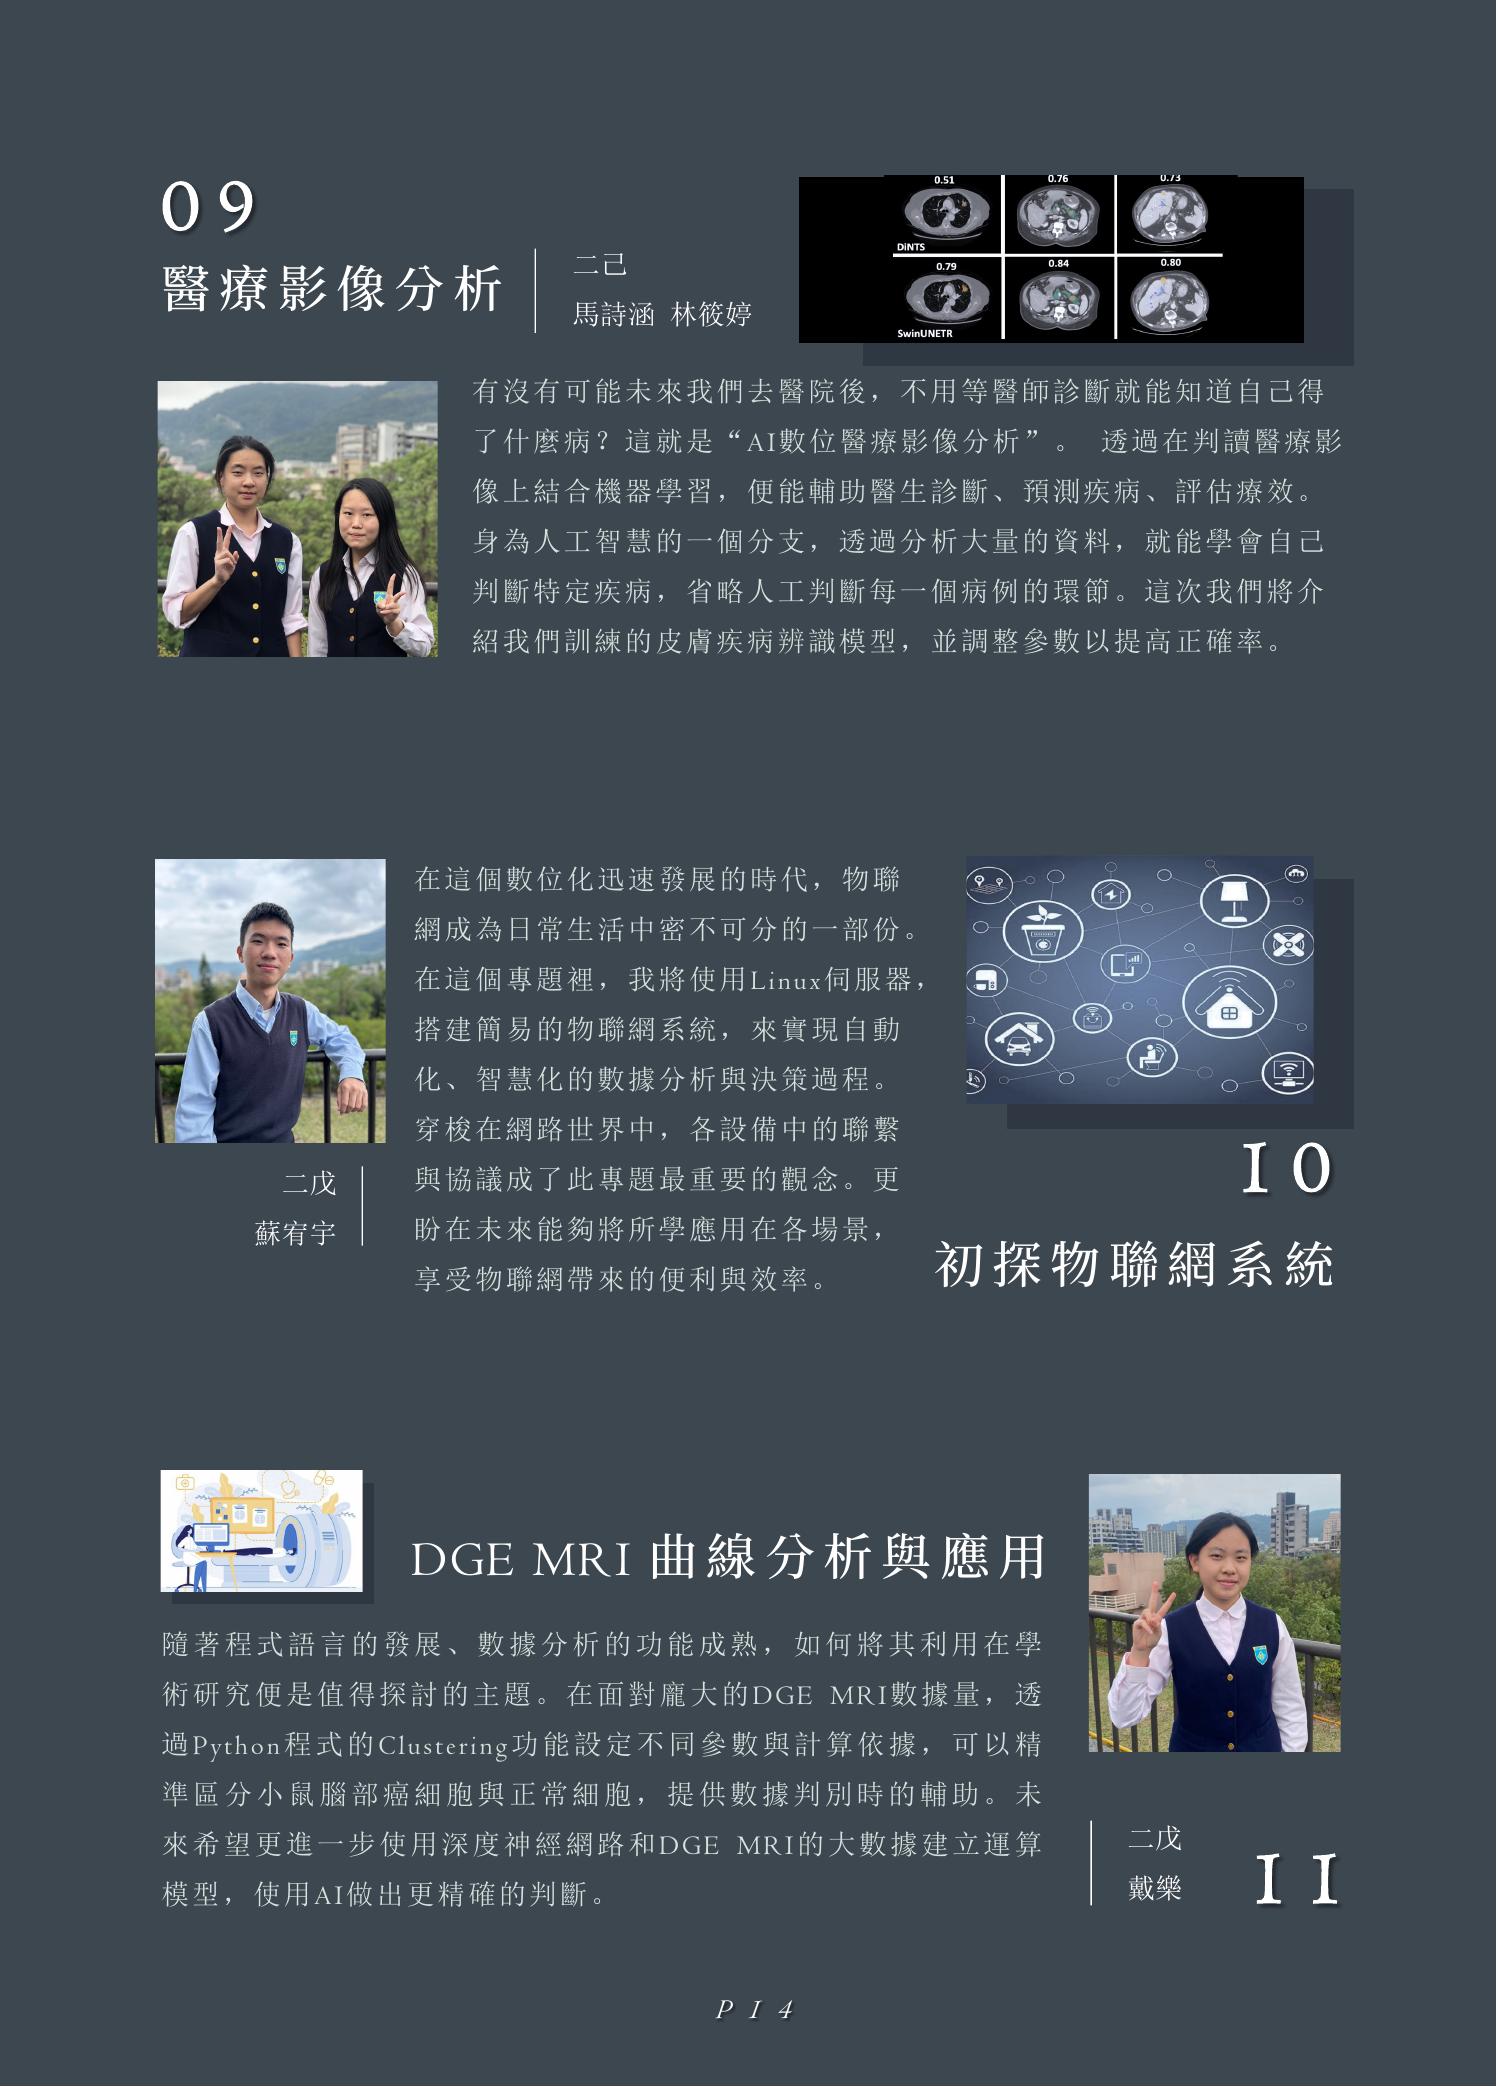 09
醫療影像分析
二己
馬詩涵 林筱婷
0.51
0.76
0.73
DiNTS
0.79
0.84
0.80
SwinUNETR
有沒有可能未來我們去醫院後，不用等醫師診斷就能知道自己得
了什麼病？這就是“AI數位醫療影像分析”。 透過在判讀醫療影
像上結合機器學習，便能輔助醫生診斷、預測疾病、評估療效。
身為人工智慧的一個分支，透過分析大量的資料，就能學會自己
判斷特定疾病，省略人工判斷每一個病例的環節。這次我們將介
紹我們訓練的皮膚疾病辨識模型，並調整參數以提高正確率。
在這個數位化迅速發展的時代，物聯
網成為日常生活中密不可分的一部份。
在這個專題裡，我將使用Linux伺服器，
搭建簡易的物聯網系統，來實現自動
化、智慧化的數據分析與決策過程。
穿梭在網路世界中，各設備中的聯繫
與協議成了此專題最重要的觀念。更
盼在未來能夠將所學應用在各場景，
享受物聯網帶來的便利與效率。
二戊
蘇宥宇
10
初探物聯網系統
DGE MRI 曲線分析與應用
隨著程式語言的發展、數據分析的功能成熟，如何將其利用在學
術研究便是值得探討的主題。在面對龐大的DGE MRI數據量，透
過Python程式的Clustering功能設定不同參數與計算依據，可以精
準區分小鼠腦部癌細胞與正常細胞，提供數據判別時的輔助。未
來希望更進一步使用深度神經網路和DGE MRI的大數據建立運算
模型，使用AI做出更精確的判斷。
二戊
戴樂
11
P14